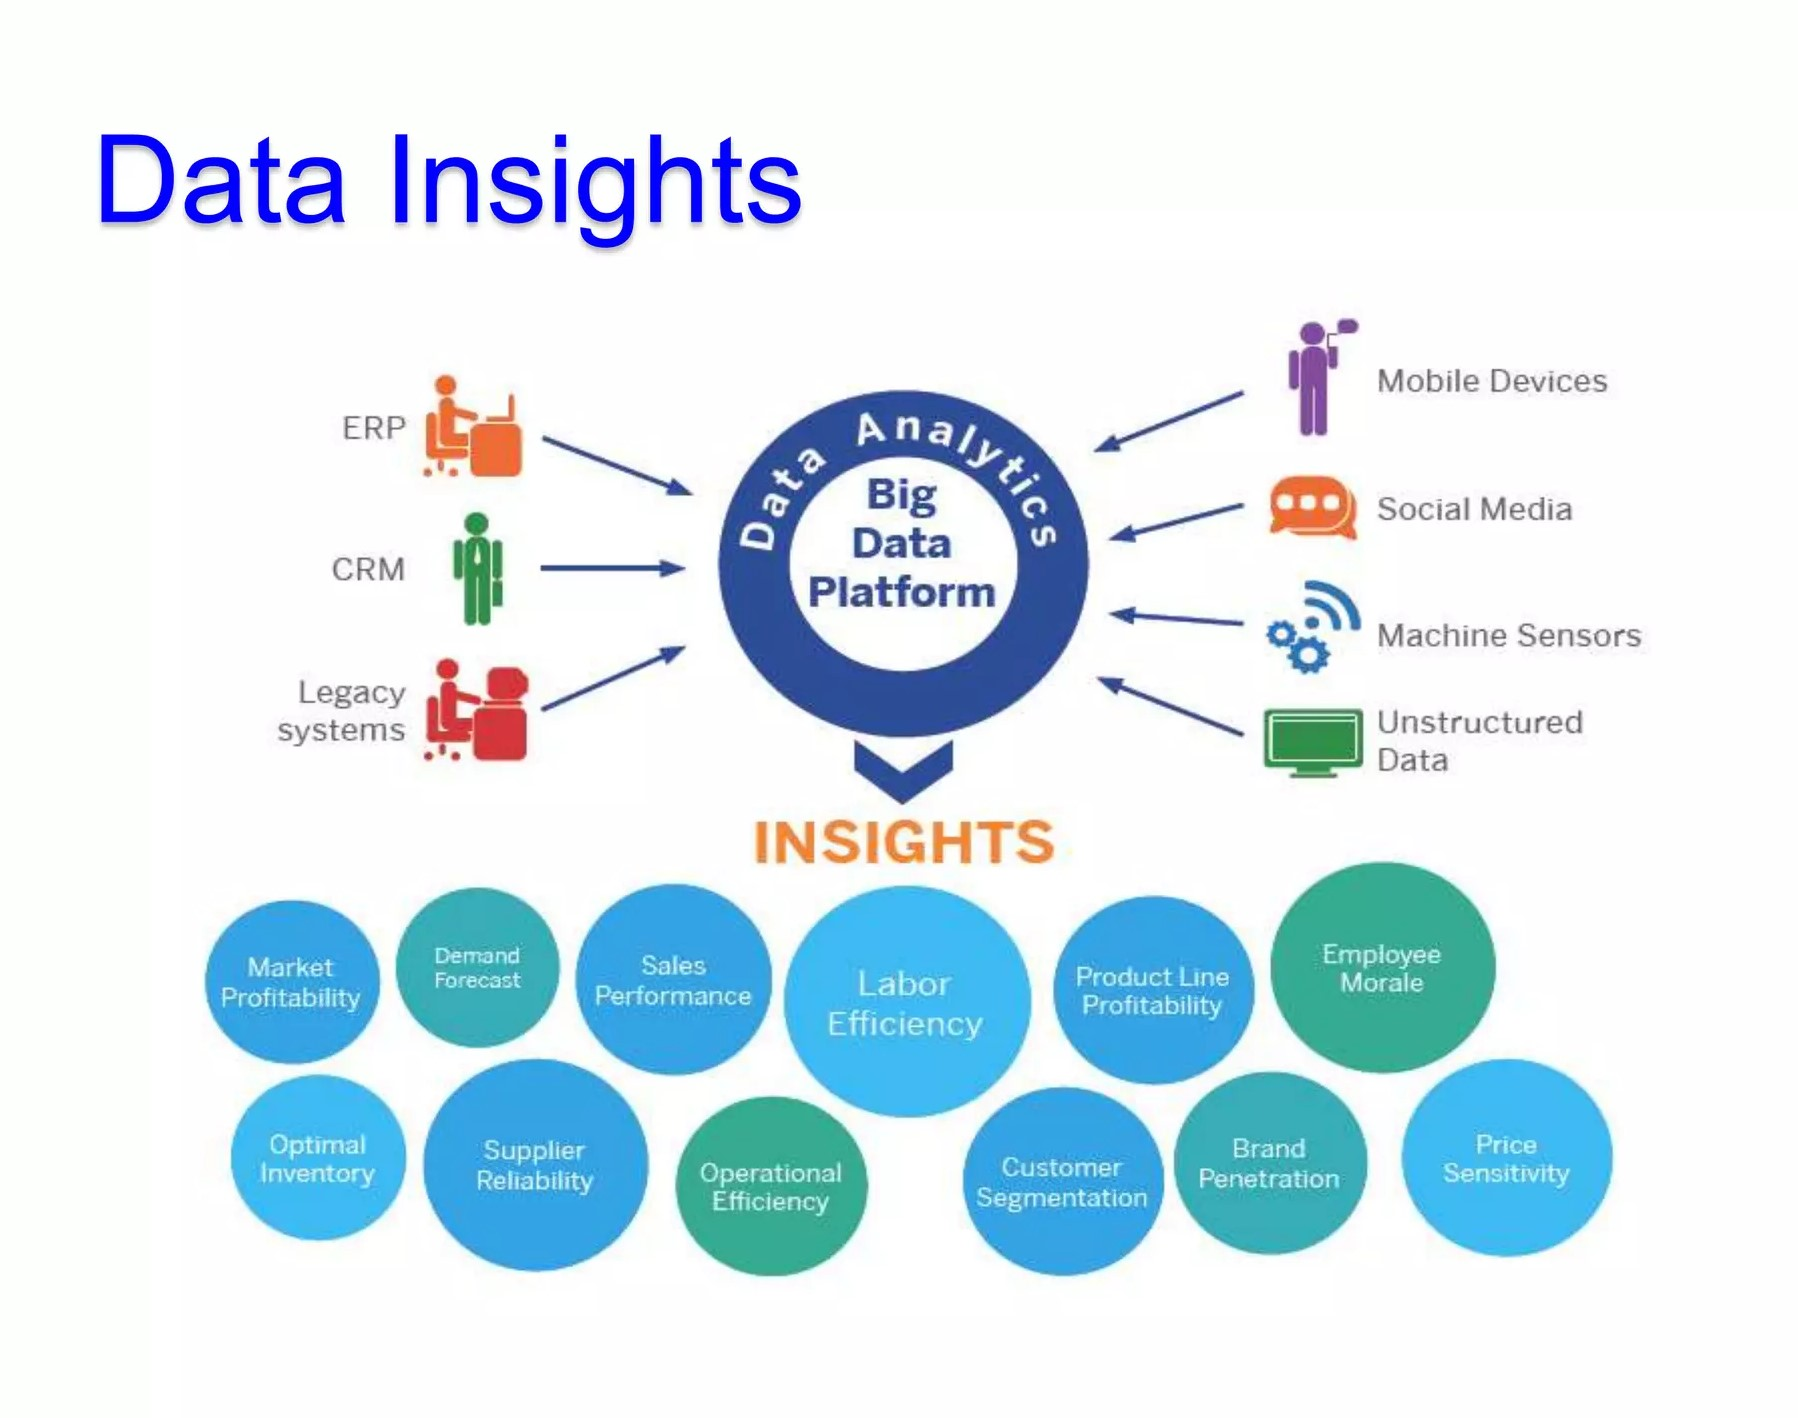 Data Insights
ERP
CRM
Legacy
systems
Data Analytics
Big
Data
Platform
Mobile Devices
Social Media
Machine Sensors
Unstructured
Data
INSIGHTS
Market
Profitability
Demand
Forecast
Sales
Performance
Labor
Efficiency
Product Line
Profitability
Employee
Morale
Optimal
Inventory
Supplier
Reliability
Operational
Efficiency
Customer
Segmentation
Brand
Penetration
Price
Sensitivity